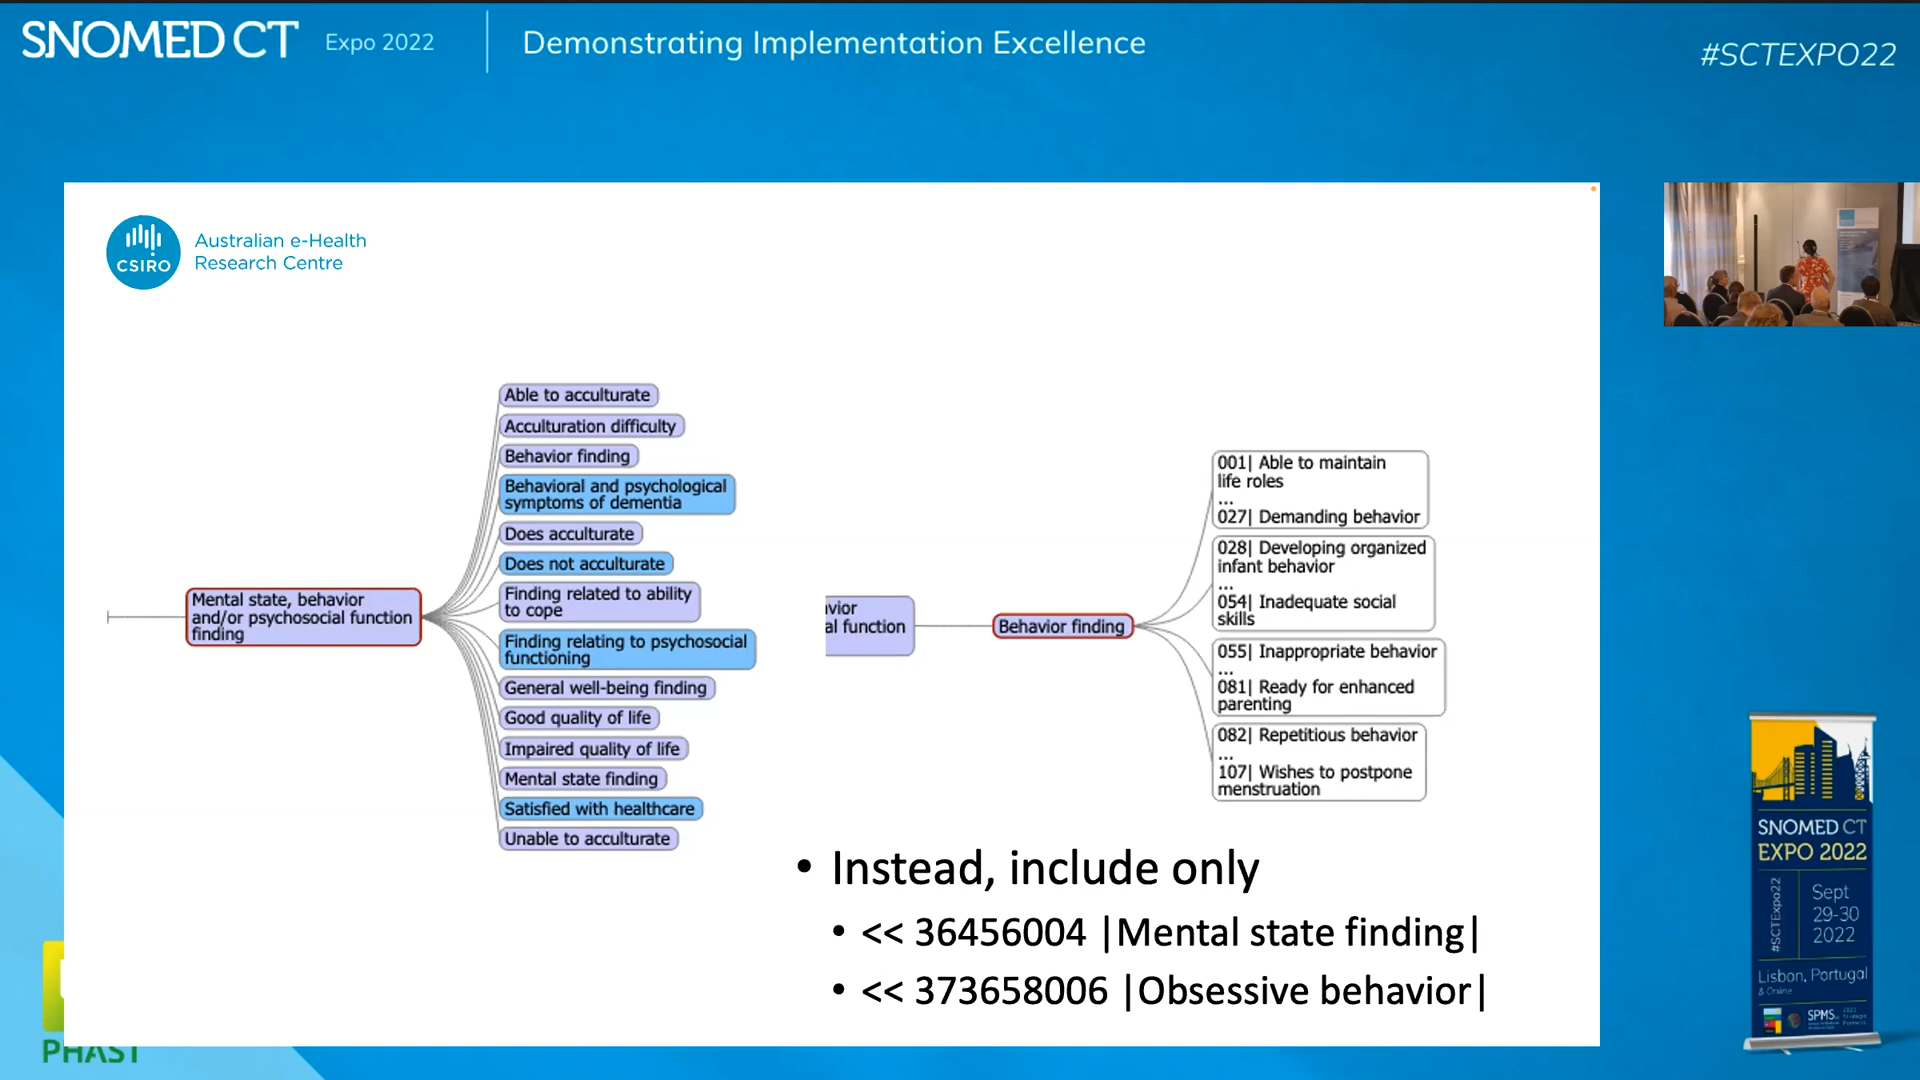 SNOMED CT Expo 2022
Demonstrating Implementation Excellence
#SCTEXPO22
CSIRO
Australian e-Health
Research Centre
Mental state, behavior
and/or psychosocial function
finding
Able to acculturate
Acculturation difficulty
Behavior finding
Behavioral and psychological
symptoms of dementia
Does acculturate
Does not acculturate
Finding related to ability
to cope
Finding relating to psychosocial
functioning
General well-being finding
Good quality of life
Impaired quality of life
Mental state finding
Satisfied with healthcare
Unable to acculturate
vior
al function
Behavior finding
001| Able to maintain
life roles
...
027| Demanding behavior
028| Developing organized
infant behavior
...
054| Inadequate social
skills
055| Inappropriate behavior
...
081| Ready for enhanced
parenting
082| Repetitious behavior
...
107| Wishes to postpone
menstruation
• Instead, include only
• << 36456004 |Mental state finding|
• << 373658006 |Obsessive behavior|
PHAST
SNOMED CT
EXPO 2022
#SCTExpo22
Sept
29-30
2022
Lisbon, Portugal
& Online
SPMS